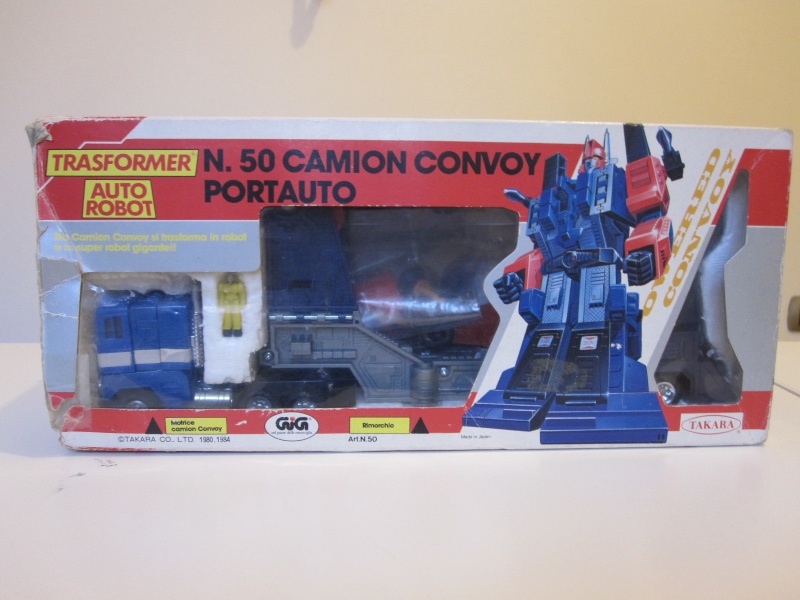 TRASFORMER
AUTO
ROBOT
N. 50 CAMION CONVOY
PORTAUTO
Camion Convoy si trasforma in robot
super robot gigante!!
POWERED
CONVOY
Motrice
camion Convoy
GiG
Rimorchio
©TAKARA CO., LTD. 1980, 1984
Art. N. 50
Made in Japan
TAKARA